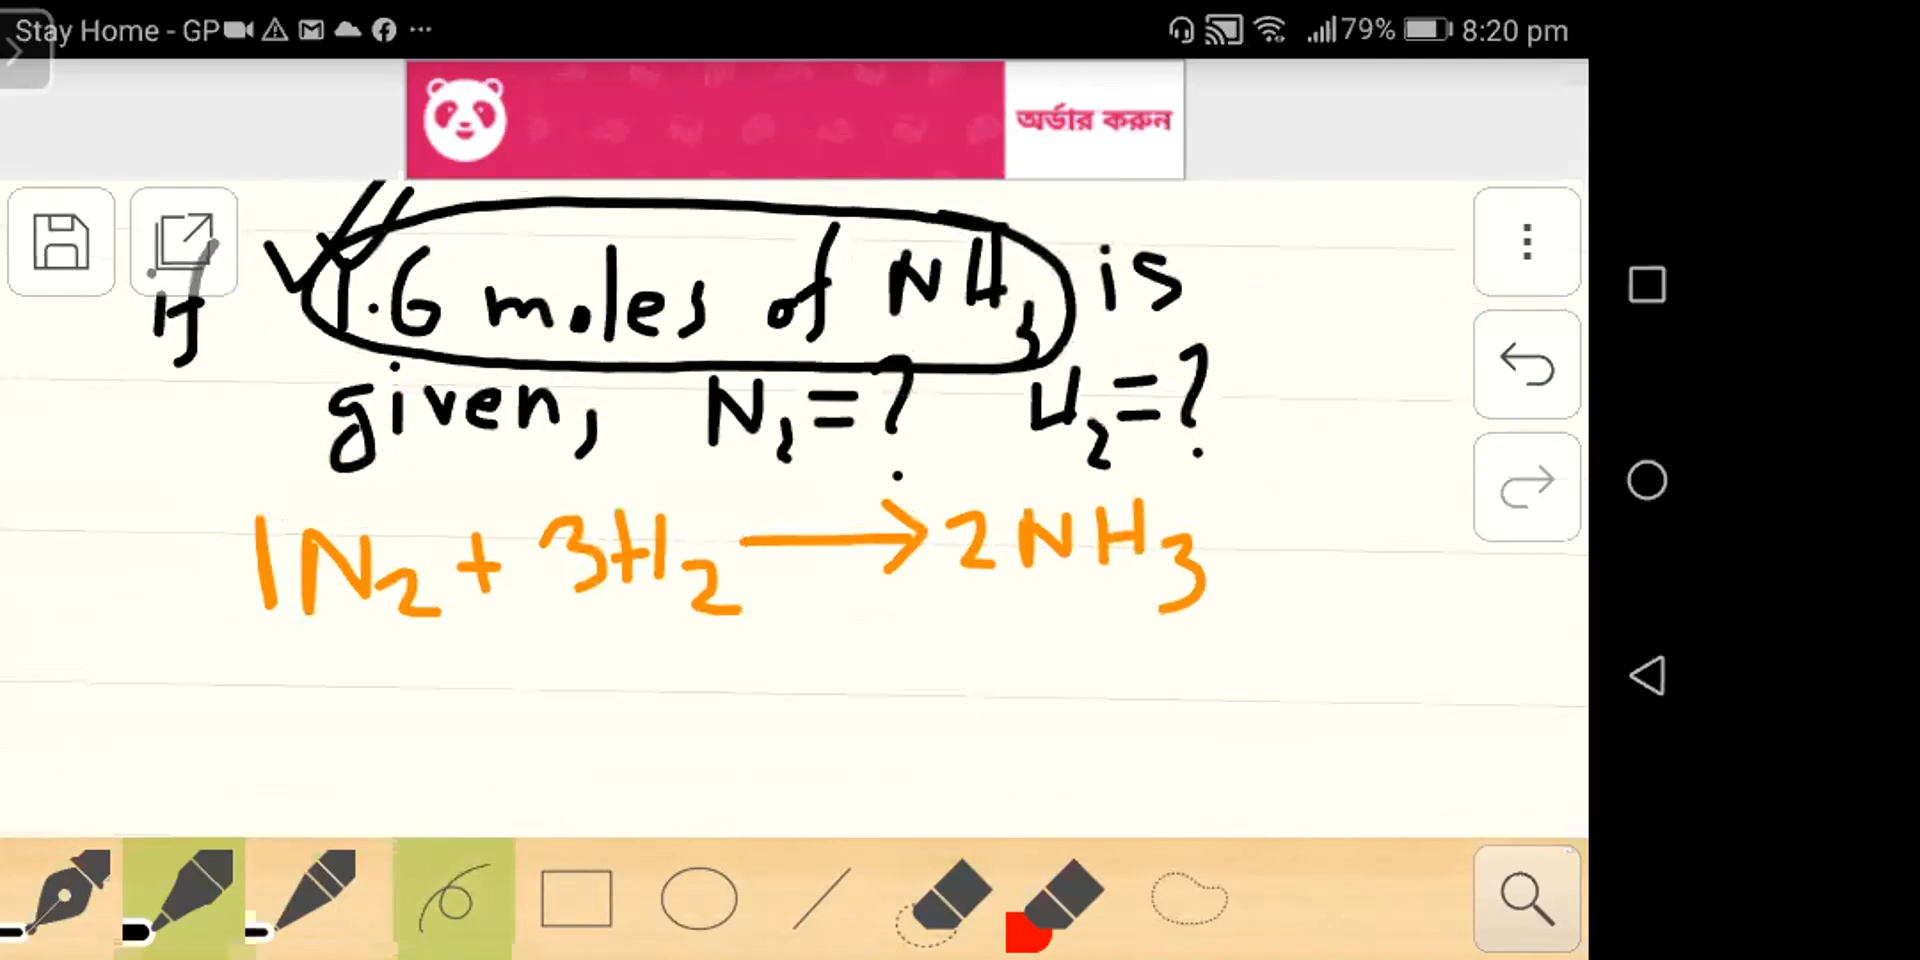 Stay Home - GP 79% 8:20 pm
অর্ডার করুন
If 1.6 moles of NH3 is
given, N2=? H2=?
1N2 + 3H2 → 2NH3